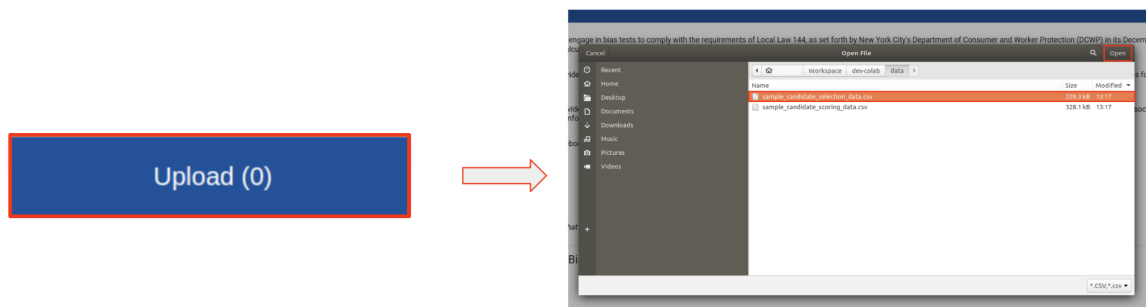 Upload (0)
engage in bias tests to comply with the requirements of Local Law 144, as set forth by New York City's Department of Consumer and Worker Protection (DCWP) in its Decem
Cancel
Open File
Open
Recent
Home
Desktop
Documents
Downloads
Music
Pictures
Videos
Workspace dev-colab data
Name Size Modified
sample_candidate_selection_data.csv 229.3 kB 13:17
sample_candidate_scoring_data.csv 328.1 kB 13:17
+
Bi
*.CSV,*.csv